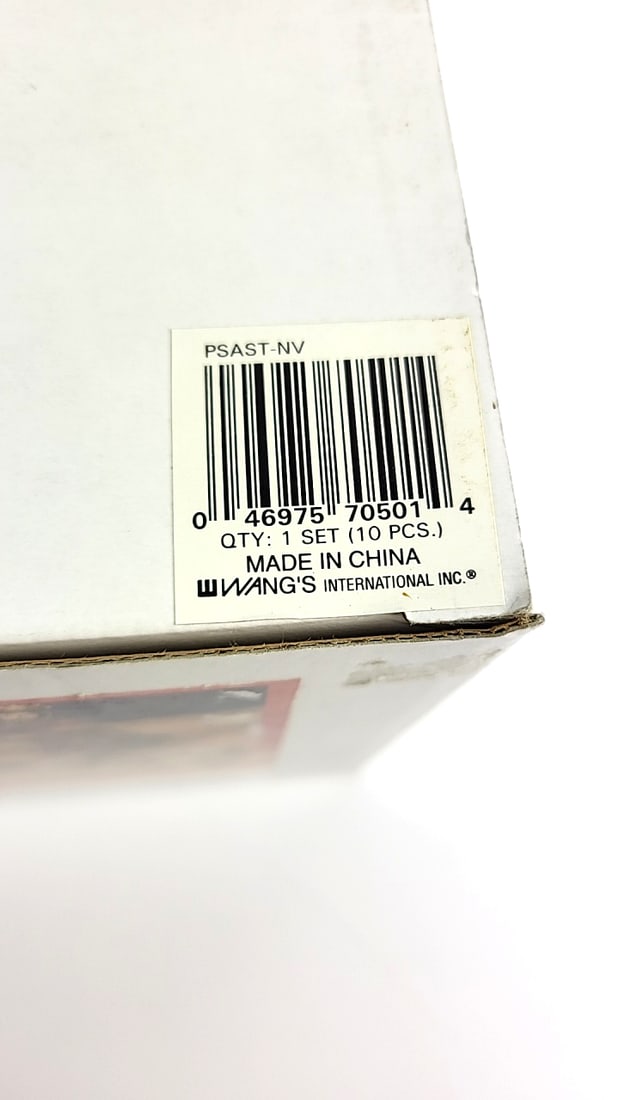 PSAST-NV
0 46975 70501 4
QTY: 1 SET (10 PCS.)
MADE IN CHINA
WANG'S INTERNATIONAL INC.®